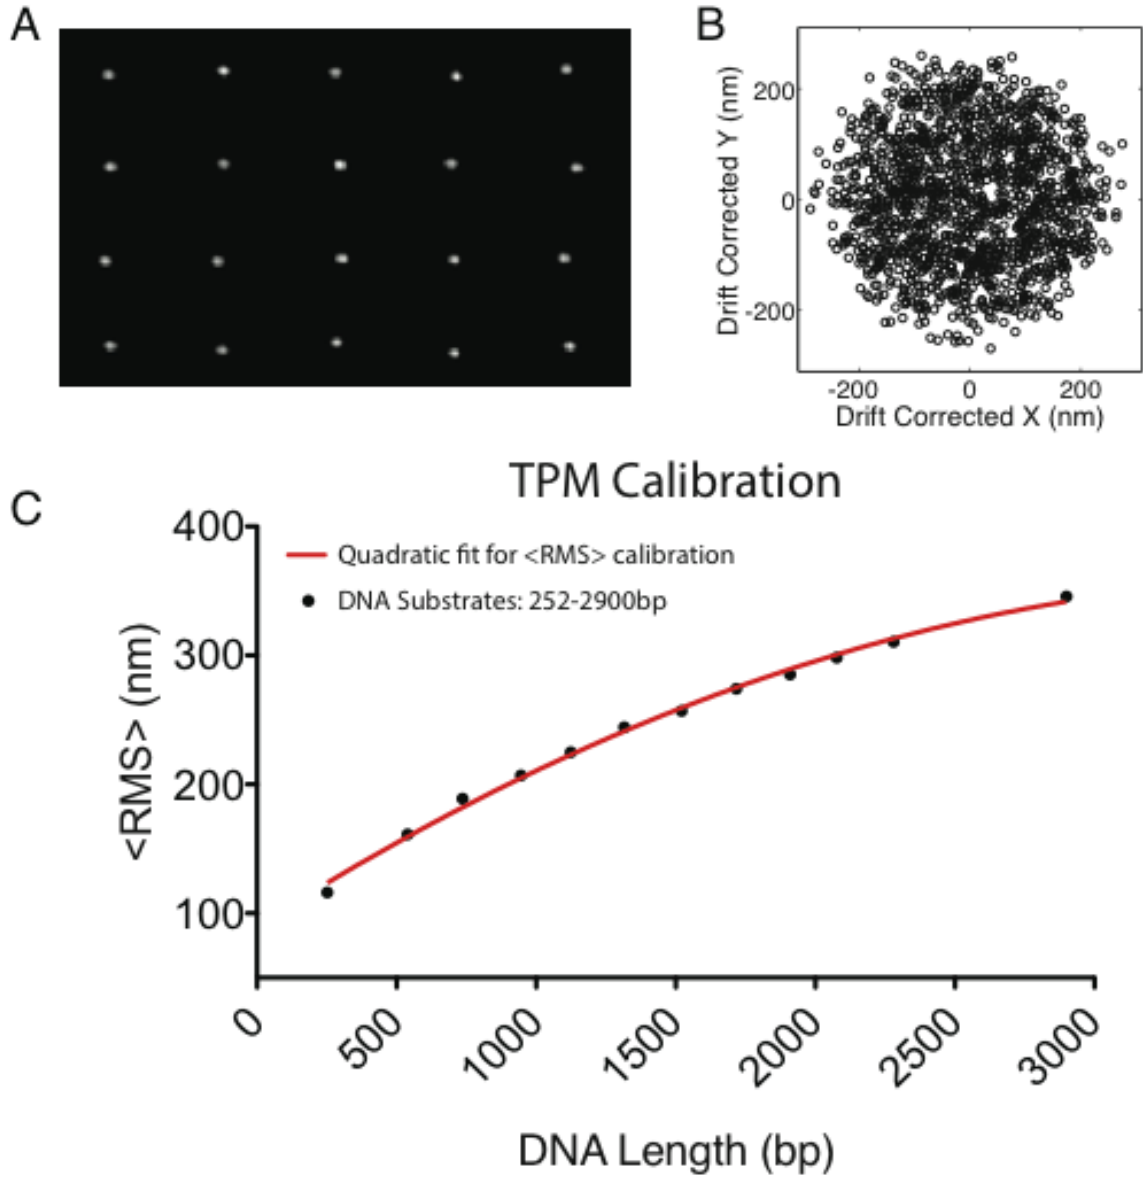 A
B
Drift Corrected Y (nm)
200
0
-200
-200
0
200
Drift Corrected X (nm)
C
TPM Calibration
<RMS> (nm)
400
300
200
100
Quadratic fit for <RMS> calibration
DNA Substrates: 252-2900bp
0
500
1000
1500
2000
2500
3000
DNA Length (bp)